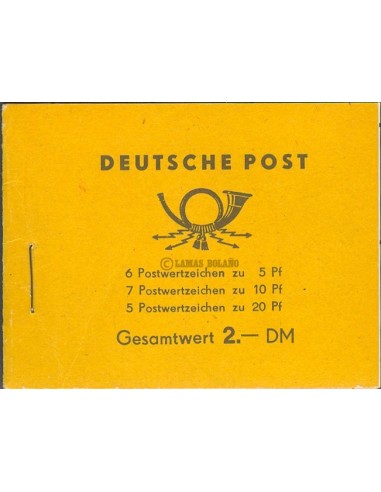 DEUTSCHE POST
© LAMAS BOLAÑO
6 Postwertzeichen zu 5 Pf
7 Postwertzeichen zu 10 Pf
5 Postwertzeichen zu 20 Pf
Gesamtwert 2.— DM